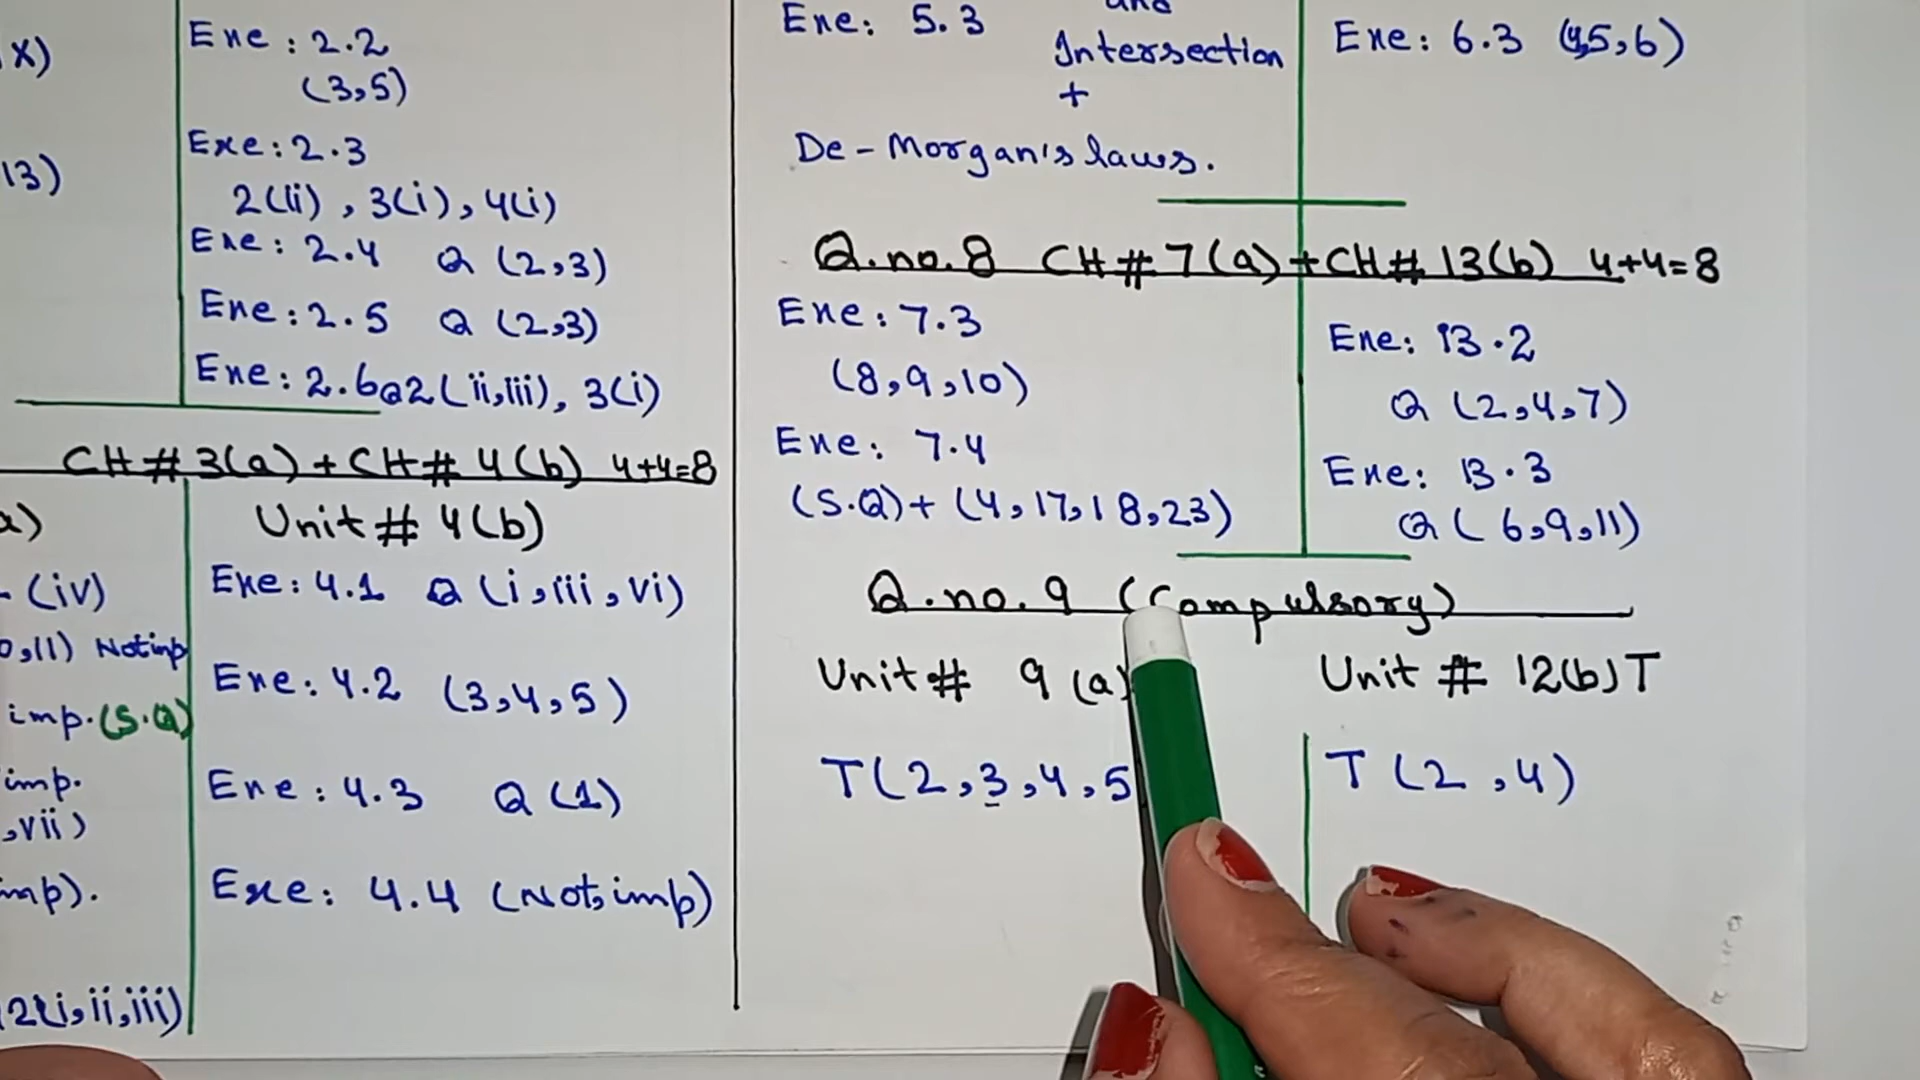 x)
13)
Exe: 2.2
(3,5)
Exe: 2.3
2(ii), 3(i), 4(i)
Exe: 2.4 Q (2,3)
Exe: 2.5 Q (2,3)
Exe: 2.6 Q2(ii,iii), 3(i)
CH# 3(a) + CH# 4(b) 4+4=8
a)
(iv)
0,11) Not imp
imp. (S.Q)
imp.
,vii)
imp).
2(i,ii,iii)
Unit # 4(b)
Exe: 4.1 Q (i,iii,vi)
Exe: 4.2 (3,4,5)
Exe: 4.3 Q (1)
Exe: 4.4 (Not imp)
Exe: 5.3
and
Intersection
+
De-Morgan's laws.
Exe: 6.3 (4,5,6)
Q.no.8 CH# 7(a) + CH# 13(b) 4+4=8
Exe: 7.3
(8,9,10)
Exe: 7.4
(S.Q)+ (4,17,18,23)
Exe: 13.2
Q (2,4,7)
Exe: 13.3
Q (6,9,11)
Q.no.9 (Compulsory)
Unit # 9(a)
T(2,3,4,5
Unit # 12(b)T
T(2,4)